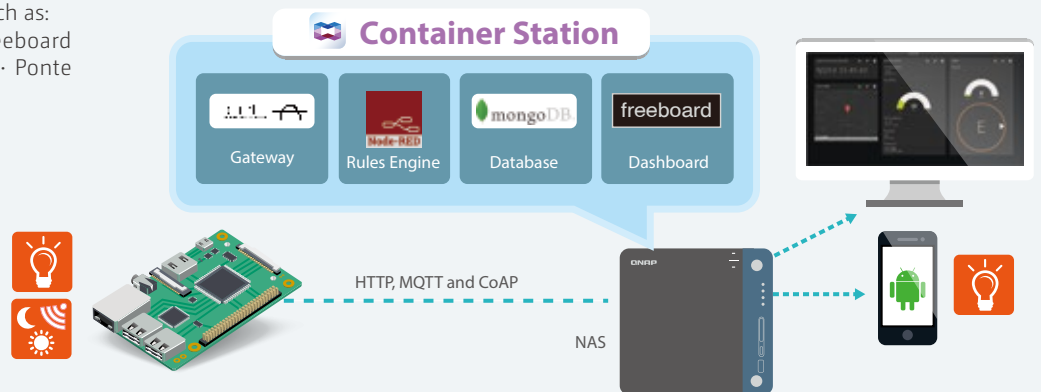 ch as:
eeboard
· Ponte
Container Station
Gateway
Node-RED
Rules Engine
mongoDB
Database
freeboard
Dashboard
HTTP, MQTT and CoAP
QNAP
NAS
E